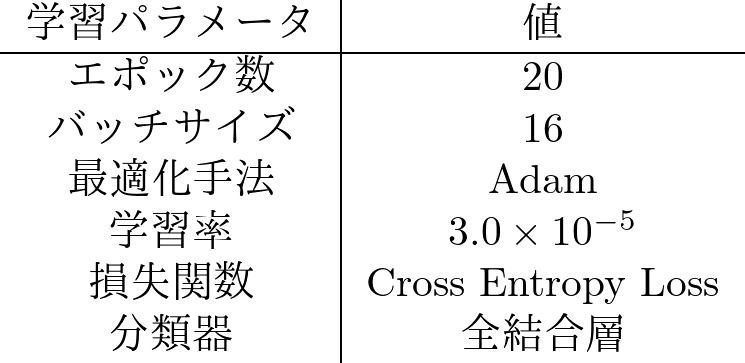 学習パラメータ 値
エポック数 20
バッチサイズ 16
最適化手法 Adam
学習率 3.0 × 10⁻⁵
損失関数 Cross Entropy Loss
分類器 全結合層